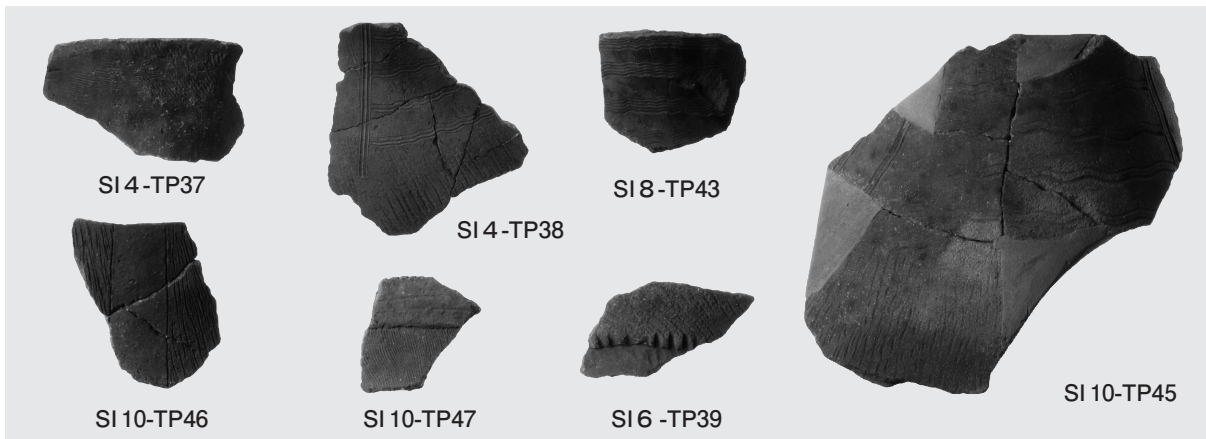 SI 4-TP37
SI 4-TP38
SI 8-TP43
SI 10-TP46
SI 10-TP47
SI 6-TP39
SI 10-TP45